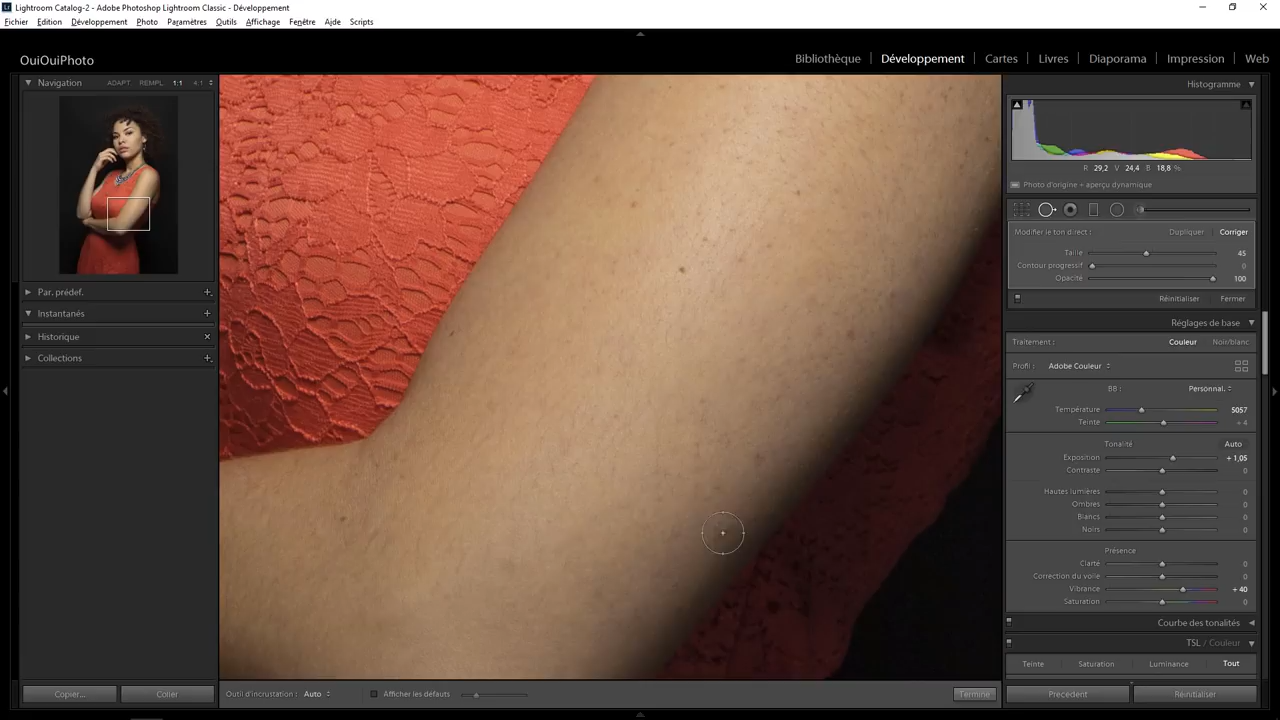 Lightroom Catalog-2 - Adobe Photoshop Lightroom Classic - Développement
Fichier Edition Développement Photo Paramètres Outils Affichage Fenêtre Aide Scripts
OuiOuiPhoto
Bibliothèque Développement Cartes Livres Diaporama Impression Web
Navigation ADAPT REMPL 1:1 4:1
Par. prédef.
Instantanés
Historique
Collections
Copier... Coller
Outil d'incrustation : Auto Afficher les défauts Terminé
Histogramme
R 29,2 V 24,4 B 18,8 %
Photo d'origine + aperçu dynamique
Modifier le ton direct : Dupliquer Corriger
Taille 45
Contour progressif 0
Opacité 100
Réinitialiser Fermer
Réglages de base
Traitement : Couleur Noir/blanc
Profil : Adobe Couleur
BB : Personnal.
Température 5057
Teinte + 4
Tonalité Auto
Exposition + 1,05
Contraste 0
Hautes lumières 0
Ombres 0
Blancs 0
Noirs 0
Présence
Clarté 0
Correction du voile 0
Vibrance + 40
Saturation 0
Courbe des tonalités
TSL / Couleur
Teinte Saturation Luminance Tout
Précédent Réinitialiser